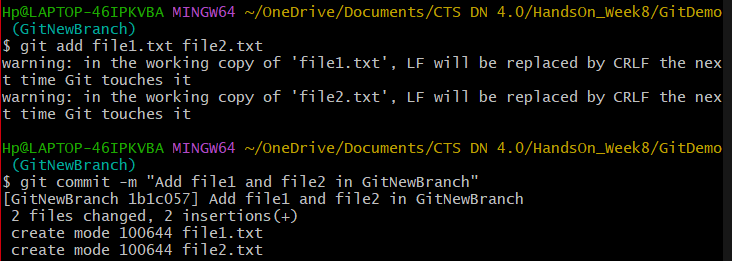 Hp@LAPTOP-46IPKVBA MINGW64 ~/OneDrive/Documents/CTS DN 4.0/HandsOn_Week8/GitDemo
 (GitNewBranch)
$ git add file1.txt file2.txt
warning: in the working copy of 'file1.txt', LF will be replaced by CRLF the nex
t time Git touches it
warning: in the working copy of 'file2.txt', LF will be replaced by CRLF the nex
t time Git touches it
Hp@LAPTOP-46IPKVBA MINGW64 ~/OneDrive/Documents/CTS DN 4.0/HandsOn_Week8/GitDemo
 (GitNewBranch)
$ git commit -m "Add file1 and file2 in GitNewBranch"
[GitNewBranch 1b1c057] Add file1 and file2 in GitNewBranch
 2 files changed, 2 insertions(+)
 create mode 100644 file1.txt
 create mode 100644 file2.txt